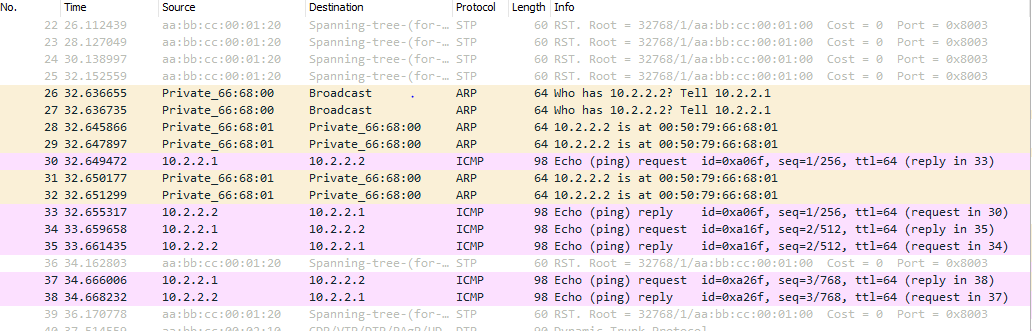 No. Time Source Destination Protocol Length Info
22 26.112439 aa:bb:cc:00:01:20 Spanning-tree-(for-… STP 60 RST. Root = 32768/1/aa:bb:cc:00:01:00 Cost = 0 Port = 0x8003
23 28.127049 aa:bb:cc:00:01:20 Spanning-tree-(for-… STP 60 RST. Root = 32768/1/aa:bb:cc:00:01:00 Cost = 0 Port = 0x8003
24 30.138997 aa:bb:cc:00:01:20 Spanning-tree-(for-… STP 60 RST. Root = 32768/1/aa:bb:cc:00:01:00 Cost = 0 Port = 0x8003
25 32.152559 aa:bb:cc:00:01:20 Spanning-tree-(for-… STP 60 RST. Root = 32768/1/aa:bb:cc:00:01:00 Cost = 0 Port = 0x8003
26 32.636655 Private_66:68:00 Broadcast ARP 64 Who has 10.2.2.2? Tell 10.2.2.1
27 32.636735 Private_66:68:00 Broadcast ARP 64 Who has 10.2.2.2? Tell 10.2.2.1
28 32.645866 Private_66:68:01 Private_66:68:00 ARP 64 10.2.2.2 is at 00:50:79:66:68:01
29 32.647897 Private_66:68:01 Private_66:68:00 ARP 64 10.2.2.2 is at 00:50:79:66:68:01
30 32.649472 10.2.2.1 10.2.2.2 ICMP 98 Echo (ping) request id=0xa06f, seq=1/256, ttl=64 (reply in 33)
31 32.650177 Private_66:68:01 Private_66:68:00 ARP 64 10.2.2.2 is at 00:50:79:66:68:01
32 32.651299 Private_66:68:01 Private_66:68:00 ARP 64 10.2.2.2 is at 00:50:79:66:68:01
33 32.655317 10.2.2.2 10.2.2.1 ICMP 98 Echo (ping) reply id=0xa06f, seq=1/256, ttl=64 (request in 30)
34 33.659658 10.2.2.1 10.2.2.2 ICMP 98 Echo (ping) request id=0xa16f, seq=2/512, ttl=64 (reply in 35)
35 33.661435 10.2.2.2 10.2.2.1 ICMP 98 Echo (ping) reply id=0xa16f, seq=2/512, ttl=64 (request in 34)
36 34.162803 aa:bb:cc:00:01:20 Spanning-tree-(for-… STP 60 RST. Root = 32768/1/aa:bb:cc:00:01:00 Cost = 0 Port = 0x8003
37 34.666006 10.2.2.1 10.2.2.2 ICMP 98 Echo (ping) request id=0xa26f, seq=3/768, ttl=64 (reply in 38)
38 34.668232 10.2.2.2 10.2.2.1 ICMP 98 Echo (ping) reply id=0xa26f, seq=3/768, ttl=64 (request in 37)
39 36.170778 aa:bb:cc:00:01:20 Spanning-tree-(for-… STP 60 RST. Root = 32768/1/aa:bb:cc:00:01:00 Cost = 0 Port = 0x8003
40 37.514559 aa:bb:cc:00:02:10 CDP/VTP/DTP/PAgP/UD… DTP 90 Dynamic Trunk Protocol